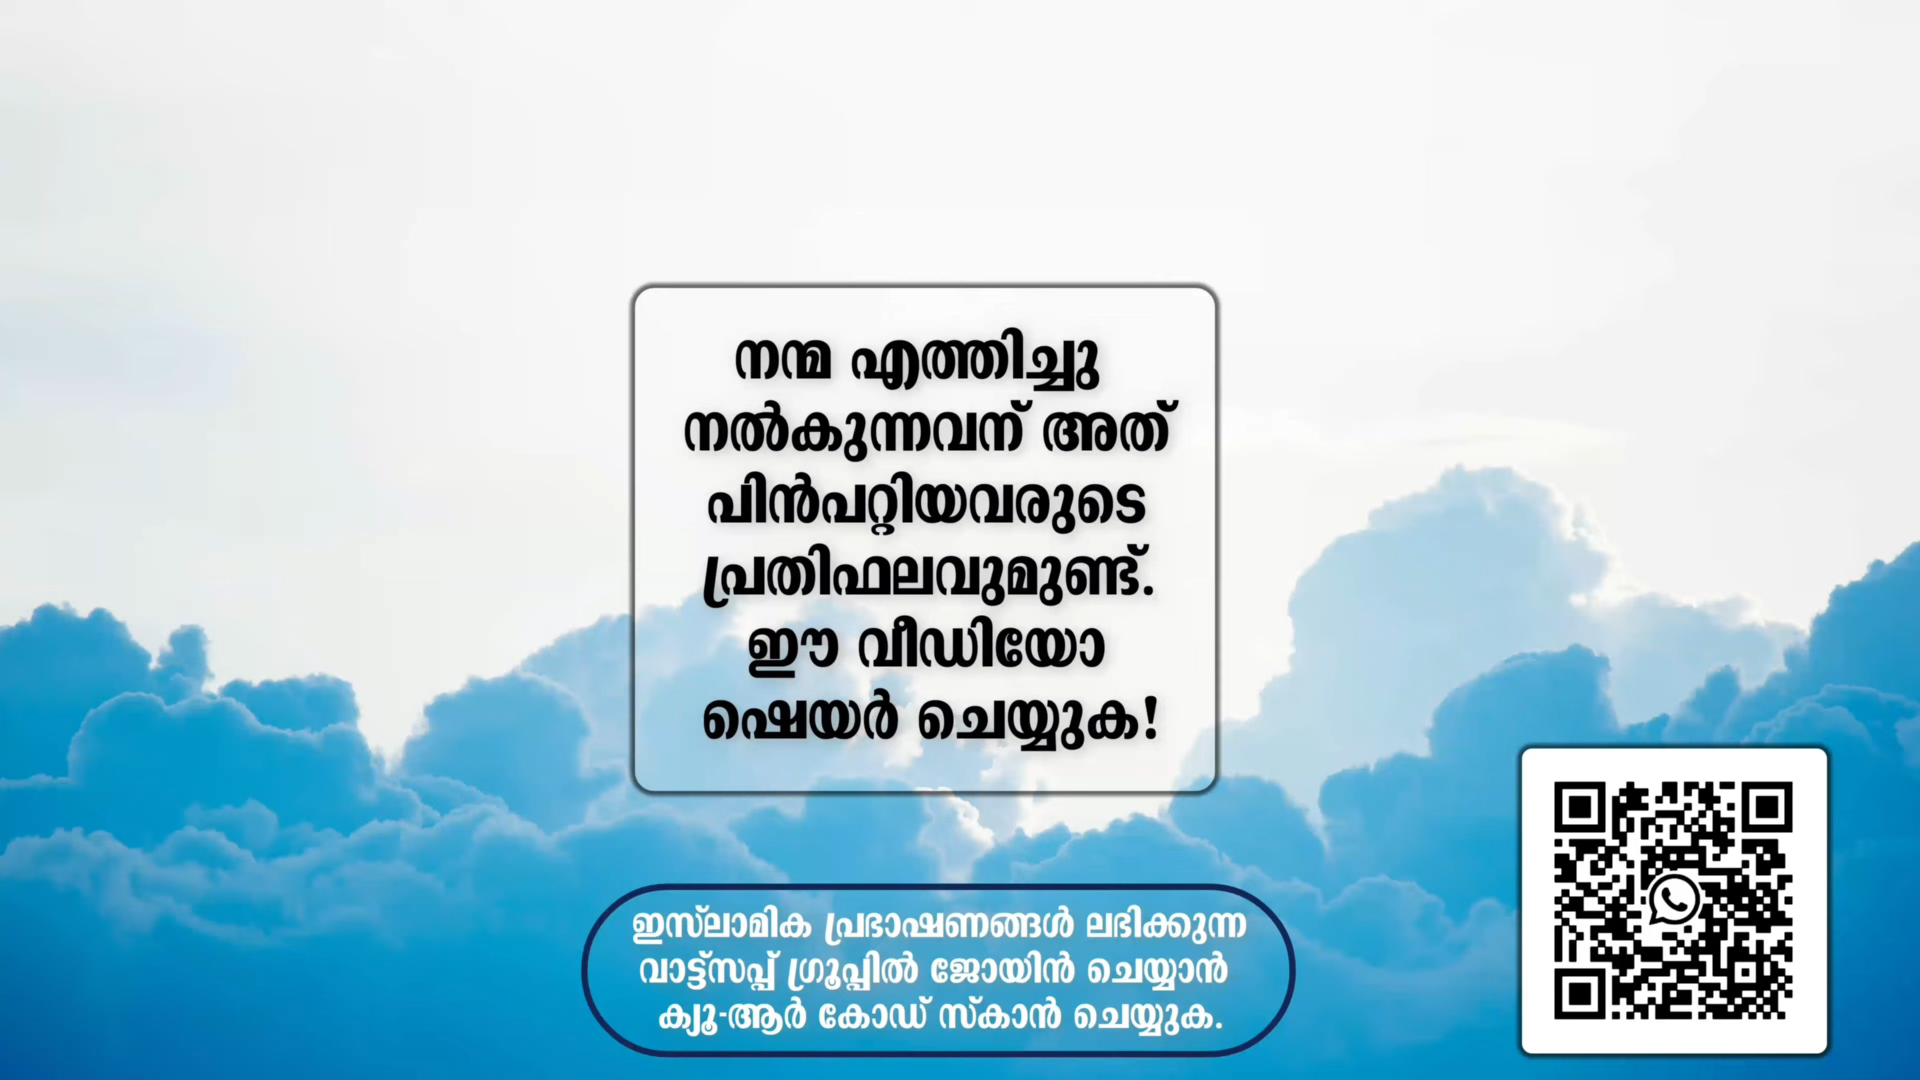 നന്മ എത്തിച്ചു
നൽകുന്നവന് അത്
പിൻപറ്റിയവരുടെ
പ്രതിഫലവുമുണ്ട്.
ഈ വീഡിയോ
ഷെയർ ചെയ്യുക!
ഇസ്‌ലാമിക പ്രഭാഷണങ്ങൾ ലഭിക്കുന്ന
വാട്ട്സപ്പ് ഗ്രൂപ്പിൽ ജോയിൻ ചെയ്യാൻ
ക്യൂ-ആർ കോഡ് സ്കാൻ ചെയ്യുക.